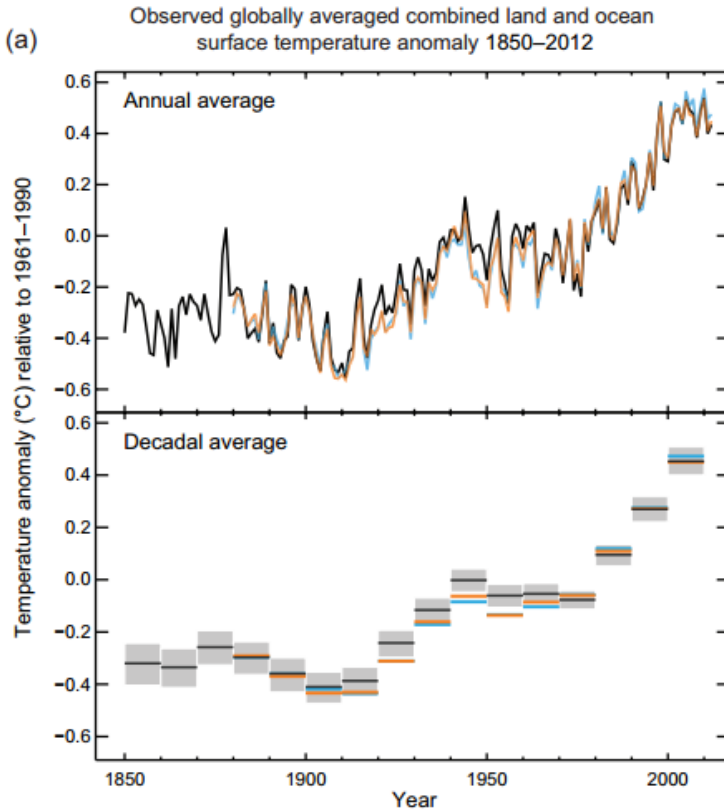 Observed globally averaged combined land and ocean
(a) surface temperature anomaly 1850–2012
Temperature anomaly (°C) relative to 1961–1990
Annual average
0.6
0.4
0.2
0.0
−0.2
−0.4
−0.6
Decadal average
0.6
0.4
0.2
0.0
−0.2
−0.4
−0.6
1850 1900 1950 2000
Year